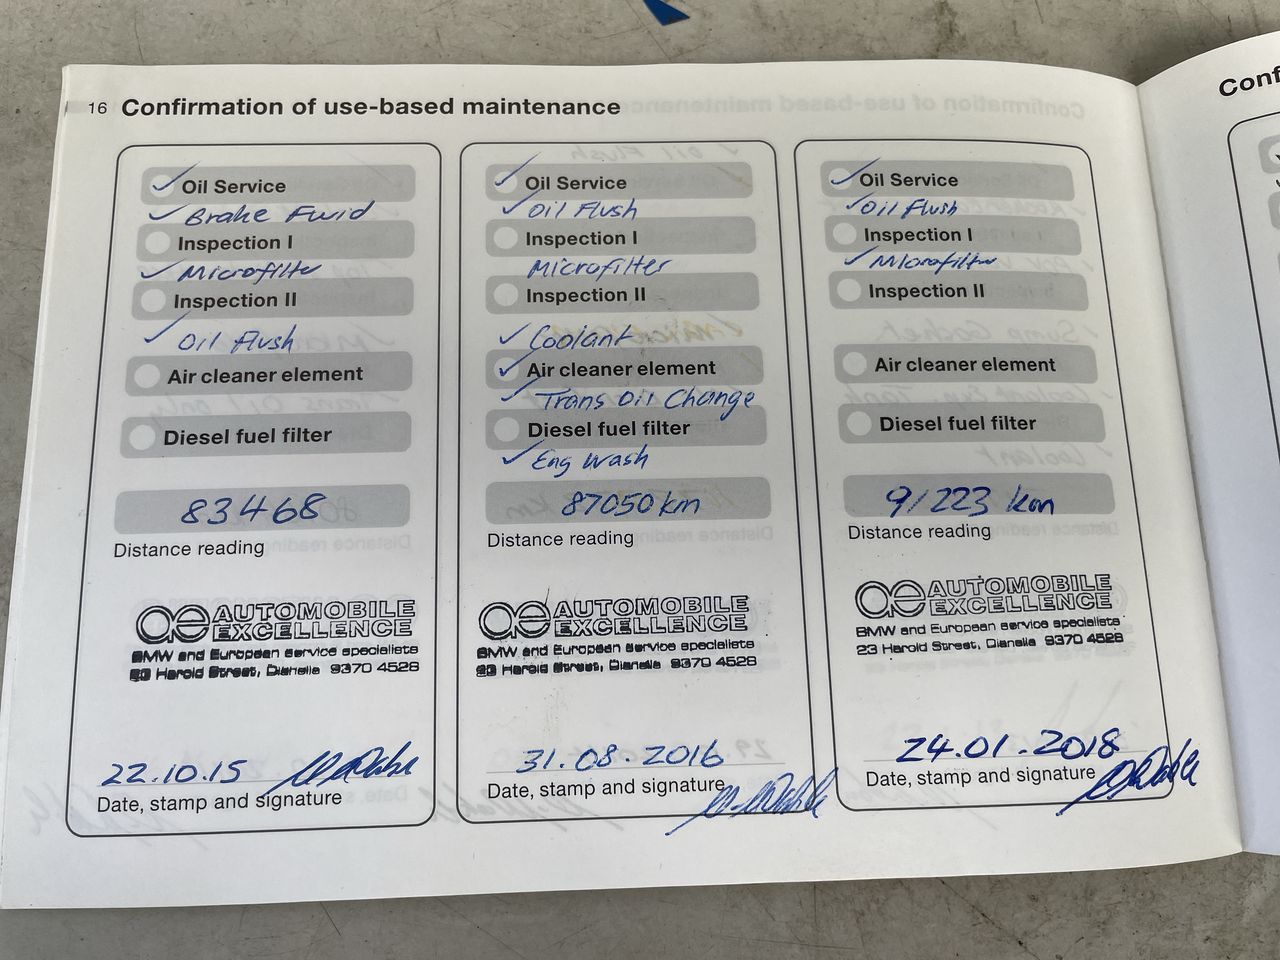 16 Confirmation of use-based maintenance
✓ Oil Service
✓ Brake Fluid
Inspection I
✓ Microfilter
Inspection II
✓ Oil Flush
Air cleaner element
Diesel fuel filter
83468
Distance reading
ae AUTOMOBILE
EXCELLENCE
BMW and European service specialists
23 Harold Street, Dianella 9370 4528
22.10.15
Date, stamp and signature
✓ Oil Service
✓ Oil Flush
Inspection I
Microfilter
Inspection II
✓ Coolant
✓ Air cleaner element
✓ Trans Oil Change
Diesel fuel filter
✓ Eng Wash
87050 km
Distance reading
ae AUTOMOBILE
EXCELLENCE
BMW and European service specialists
23 Harold Street, Dianella 9370 4528
31.08.2016
Date, stamp and signature
✓ Oil Service
✓ Oil Flush
Inspection I
✓ Microfilter
Inspection II
Air cleaner element
Diesel fuel filter
91223 km
Distance reading
ae AUTOMOBILE
EXCELLENCE
BMW and European service specialists
23 Harold Street, Dianella 9370 4528
24.01.2018
Date, stamp and signature
Conf